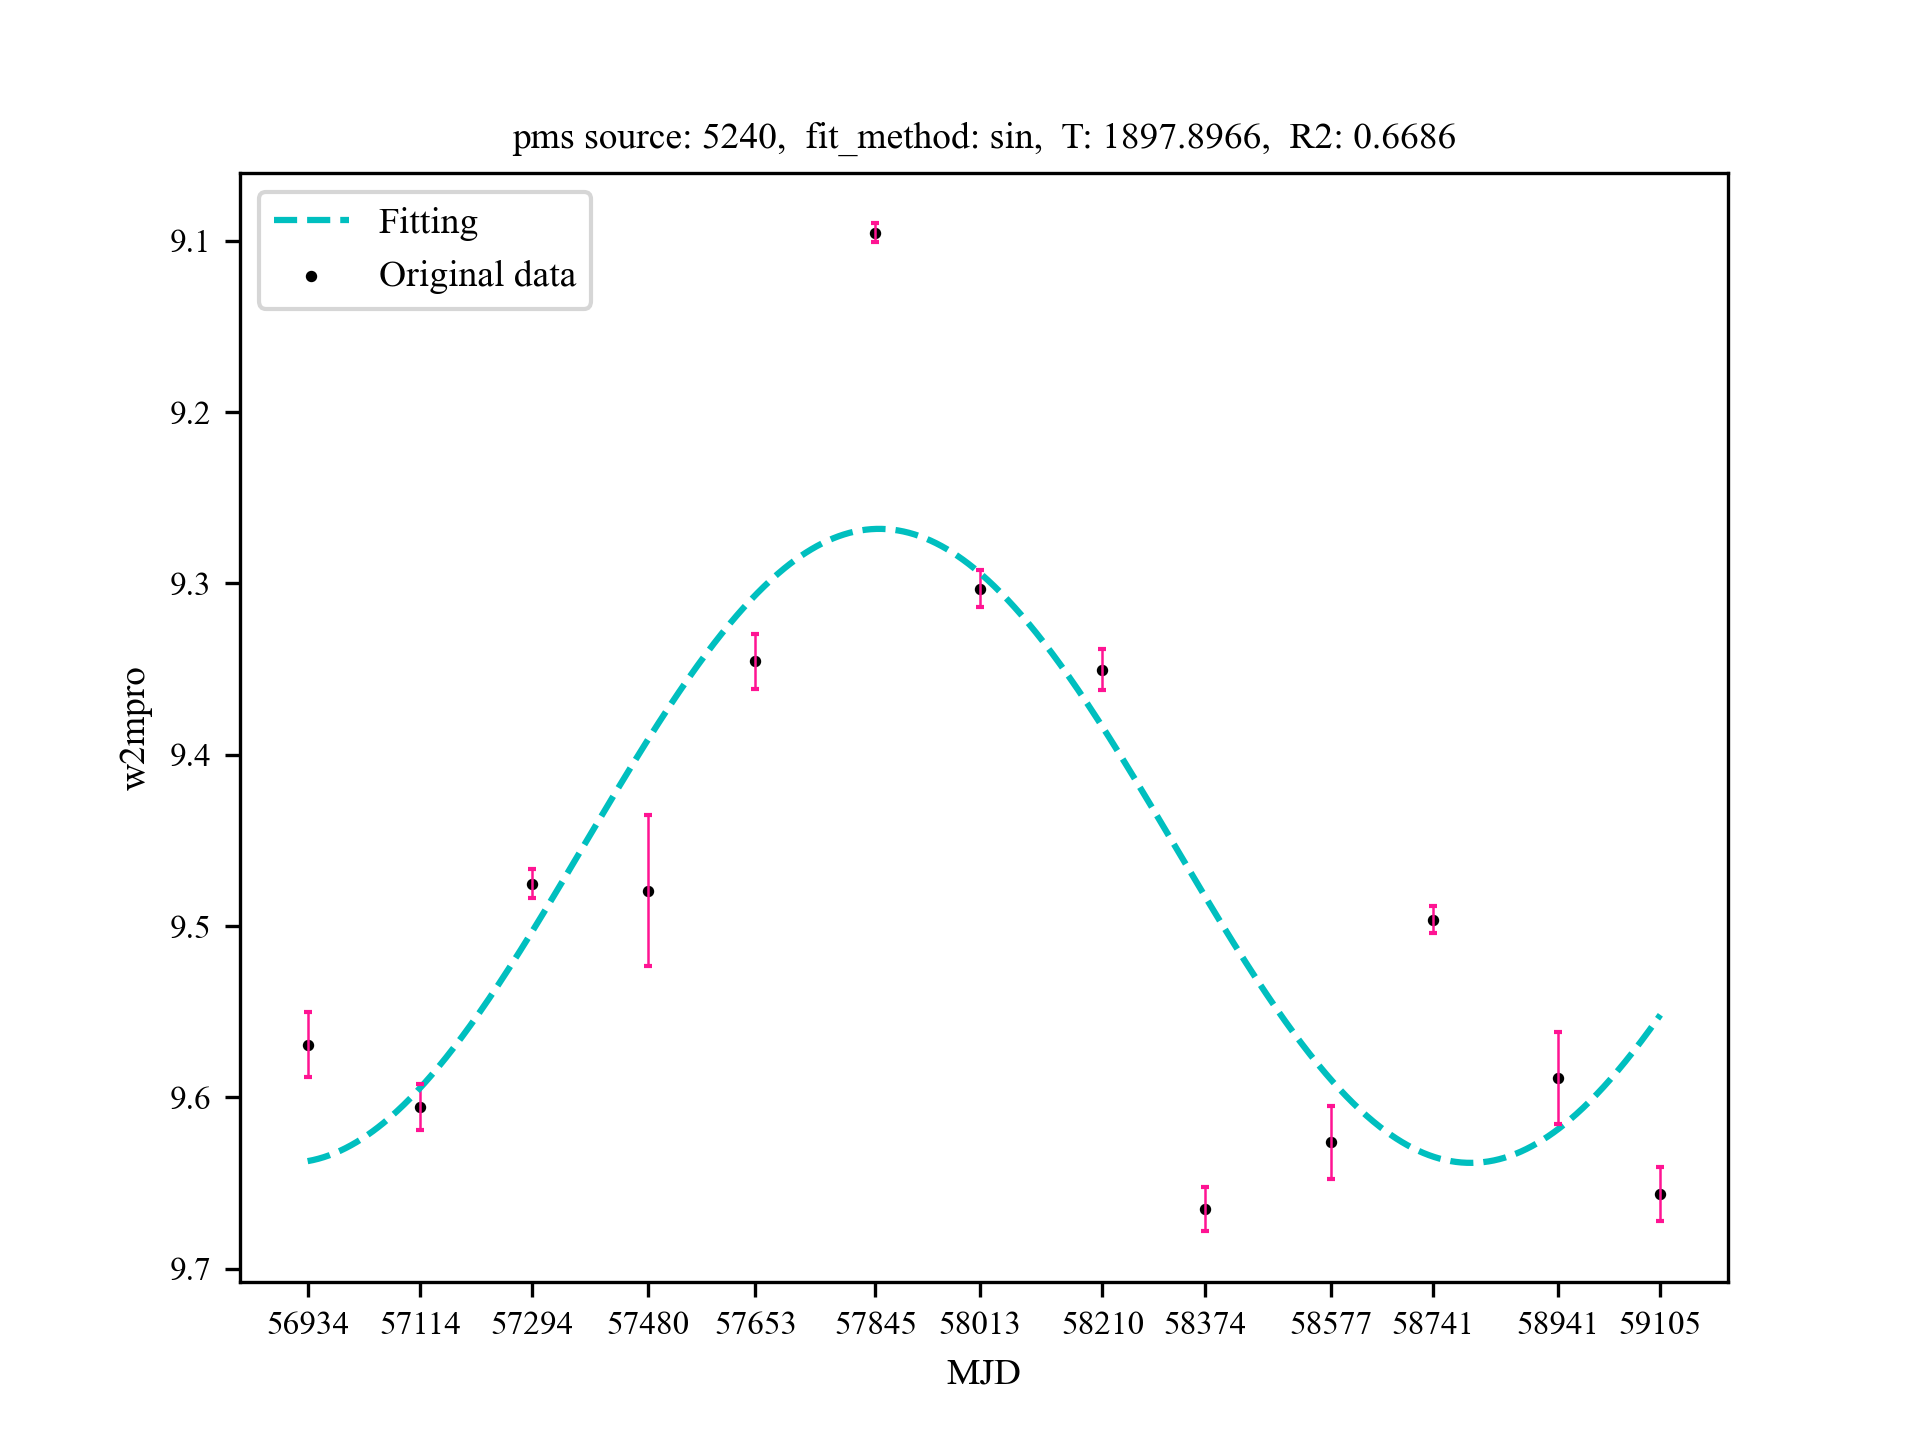 pms source: 5240,  fit_method: sin,  T: 1897.8966,  R2: 0.6686
Fitting
Original data
9.1
9.2
9.3
9.4
9.5
9.6
9.7
w2mpro
56934 57114 57294 57480 57653 57845 58013 58210 58374 58577 58741 58941 59105
MJD